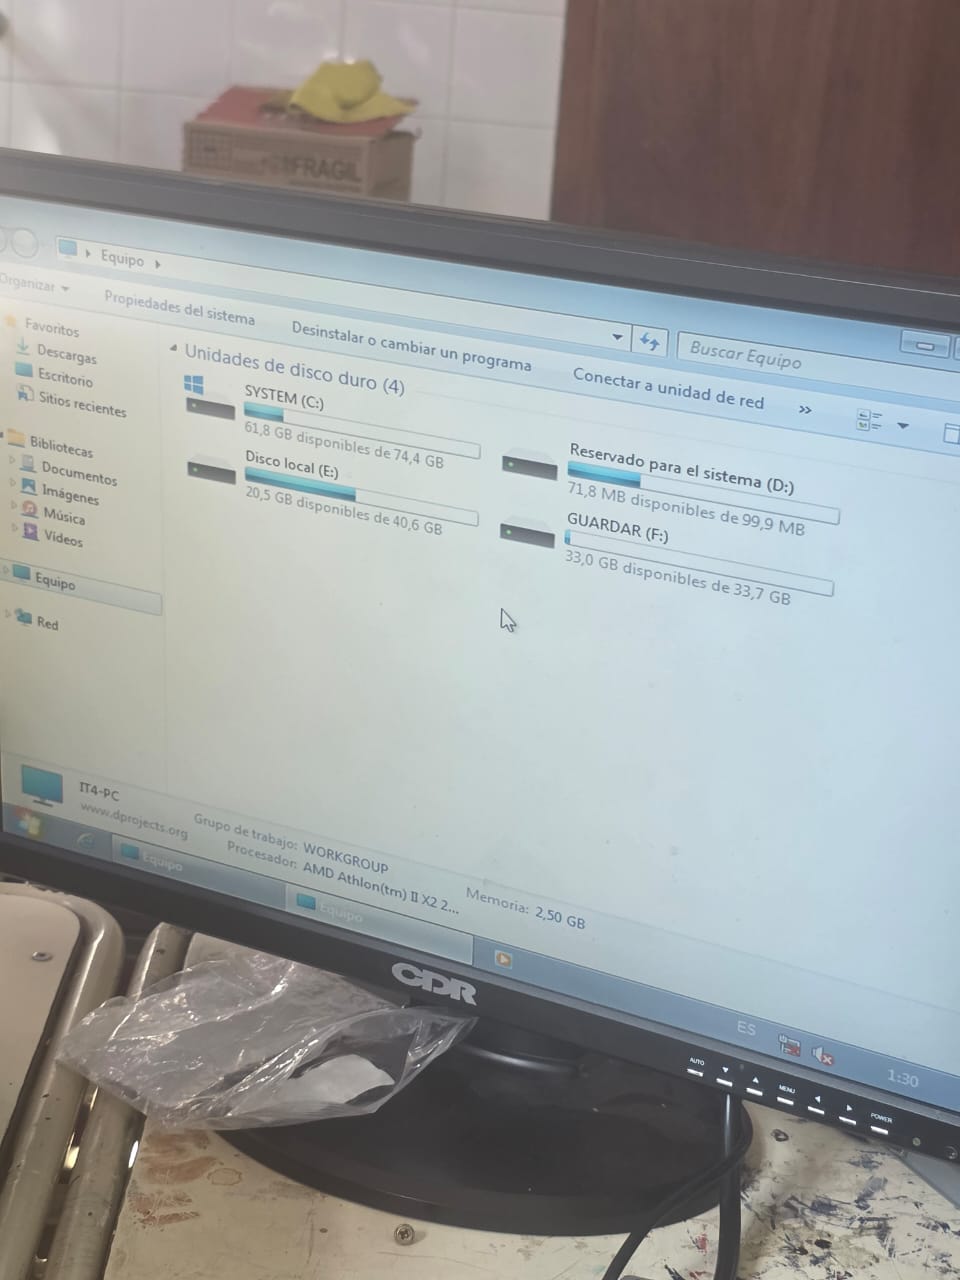 FRAGIL
Equipo
Organizar
Propiedades del sistema
Desinstalar o cambiar un programa
Conectar a unidad de red
»
Buscar Equipo
Favoritos
Descargas
Escritorio
Sitios recientes
Bibliotecas
Documentos
Imágenes
Música
Vídeos
Equipo
Red
Unidades de disco duro (4)
SYSTEM (C:)
61,8 GB disponibles de 74,4 GB
Disco local (E:)
20,5 GB disponibles de 40,6 GB
Reservado para el sistema (D:)
71,8 MB disponibles de 99,9 MB
GUARDAR (F:)
33,0 GB disponibles de 33,7 GB
IT4-PC
www.dprojects.org
Grupo de trabajo: WORKGROUP
Procesador: AMD Athlon(tm) II X2 2...
Memoria: 2,50 GB
Equipo
Equipo
ES
1:30
CDR
AUTO
MENU
POWER